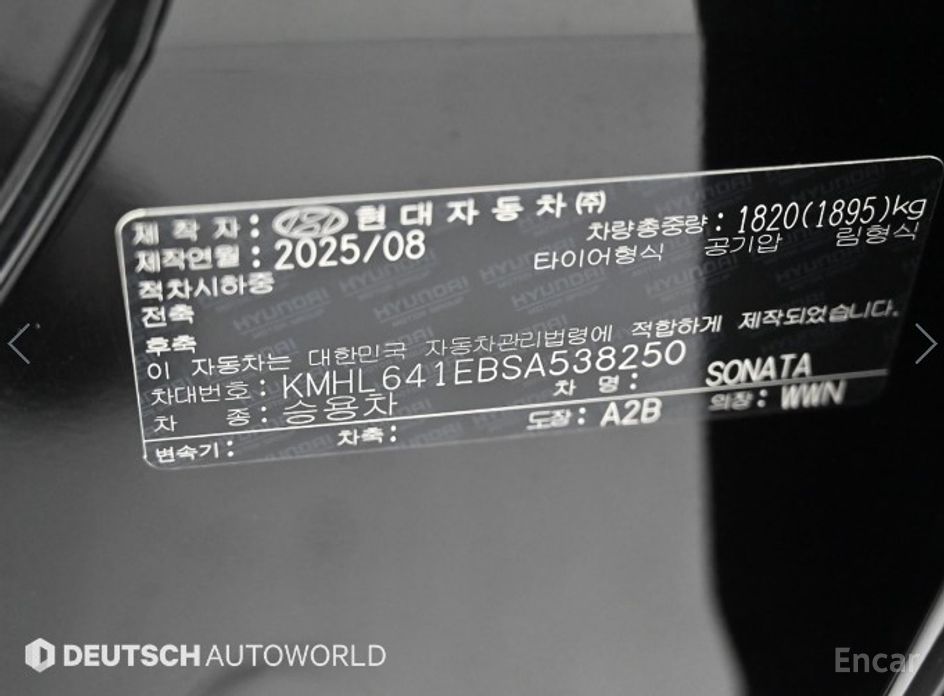 제 작 자 : 현 대 자 동 차 ㈜
제작연월 : 2025/08
차량총중량 : 1820(1895)kg
적차시하중 타이어형식 공기압 림형식
전축
후축
이 자동차는 대한민국 자동차관리법령에 적합하게 제작되었습니다.
차대번호 : KMHL641EBSA538250
차 종 : 승용차 차 명 : SONATA
변속기 : 차축 : 도장 : A2B 외장 : WWN
DEUTSCH AUTOWORLD
Encar